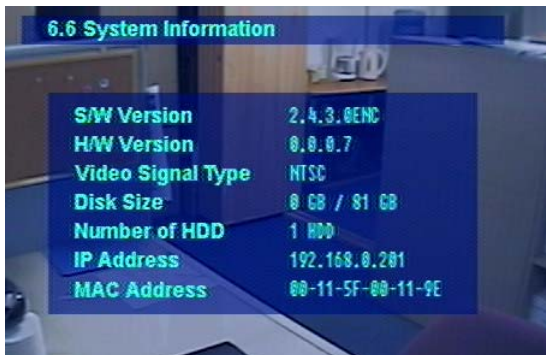 6.6 System Information
S/W Version 2.4.3.0ENC
H/W Version 0.0.0.7
Video Signal Type NTSC
Disk Size 0 GB / 81 GB
Number of HDD 1 HDD
IP Address 192.168.0.201
MAC Address 00-11-5F-00-11-9E